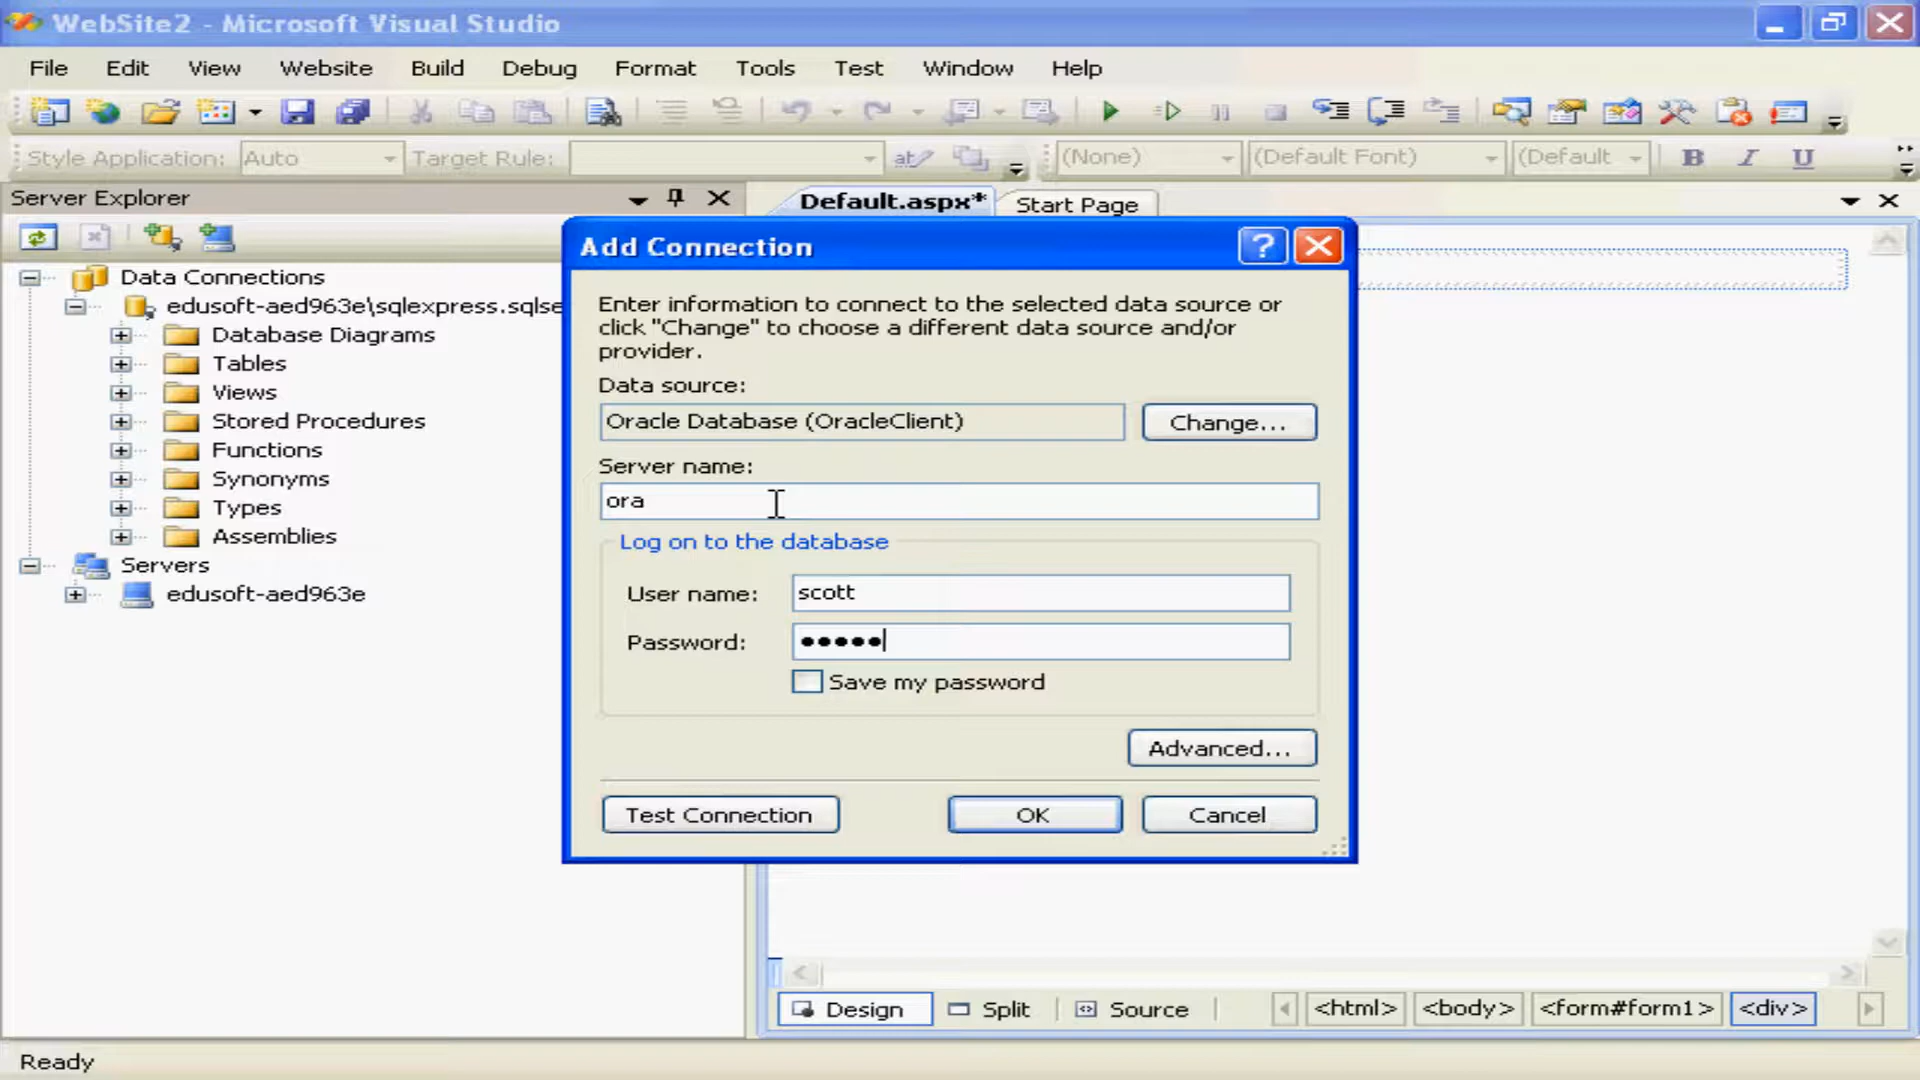 WebSite2 - Microsoft Visual Studio
File Edit View Website Build Debug Format Tools Test Window Help
Style Application: Auto Target Rule: (None) (Default Font) (Default B I U
Server Explorer
Default.aspx* Start Page
Data Connections
edusoft-aed963e\sqlexpress.sqlse
Database Diagrams
Tables
Views
Stored Procedures
Functions
Synonyms
Types
Assemblies
Servers
edusoft-aed963e
Add Connection
Enter information to connect to the selected data source or
click "Change" to choose a different data source and/or
provider.
Data source:
Oracle Database (OracleClient) Change...
Server name:
ora
Log on to the database
User name: scott
Password: •••••
Save my password
Advanced...
Test Connection OK Cancel
Design Split Source <html> <body> <form#form1> <div>
Ready